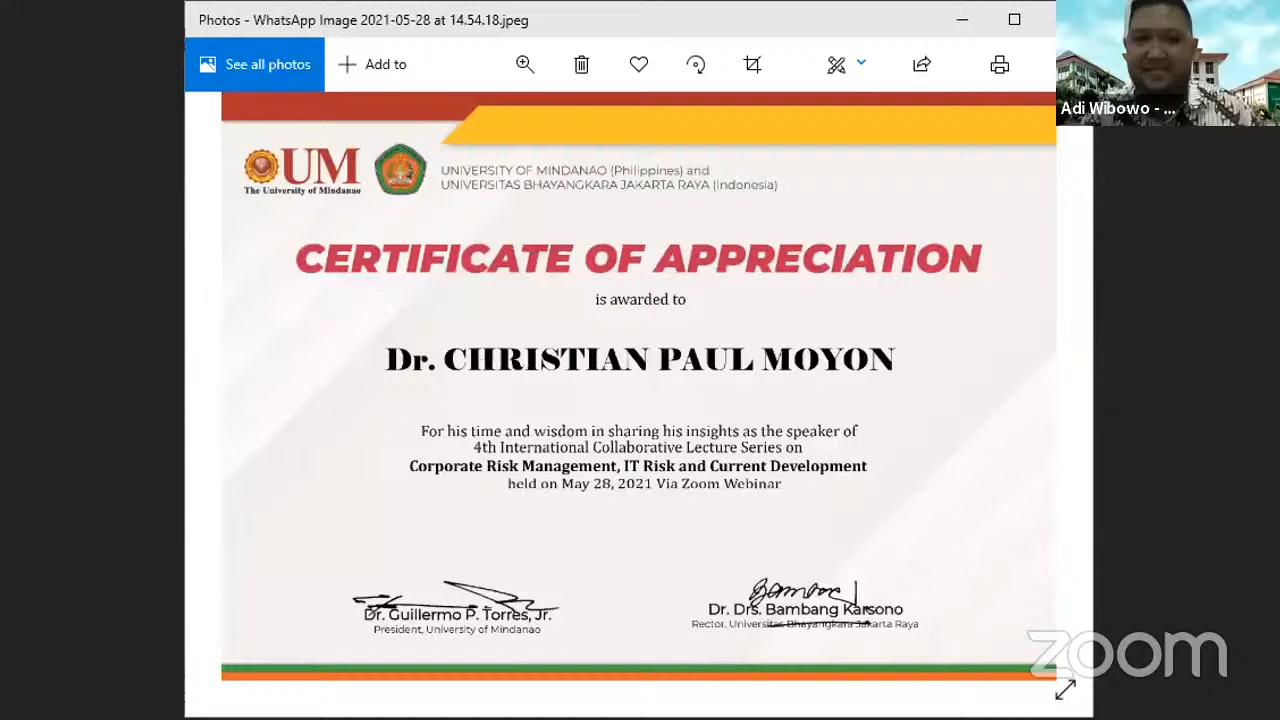 Photos - WhatsApp Image 2021-05-28 at 14.54.18.jpeg
See all photos
Add to
Adi Wibowo - ...
UM
The University of Mindanao
UNIVERSITY OF MINDANAO (Philippines) and
UNIVERSITAS BHAYANGKARA JAKARTA RAYA (Indonesia)
CERTIFICATE OF APPRECIATION
is awarded to
Dr. CHRISTIAN PAUL MOYON
For his time and wisdom in sharing his insights as the speaker of
4th International Collaborative Lecture Series on
Corporate Risk Management, IT Risk and Current Development
held on May 28, 2021 Via Zoom Webinar
Dr. Guillermo P. Torres, Jr.
President, University of Mindanao
Dr. Drs. Bambang Karsono
Rector, Universitas Bhayangkara Jakarta Raya
zoom